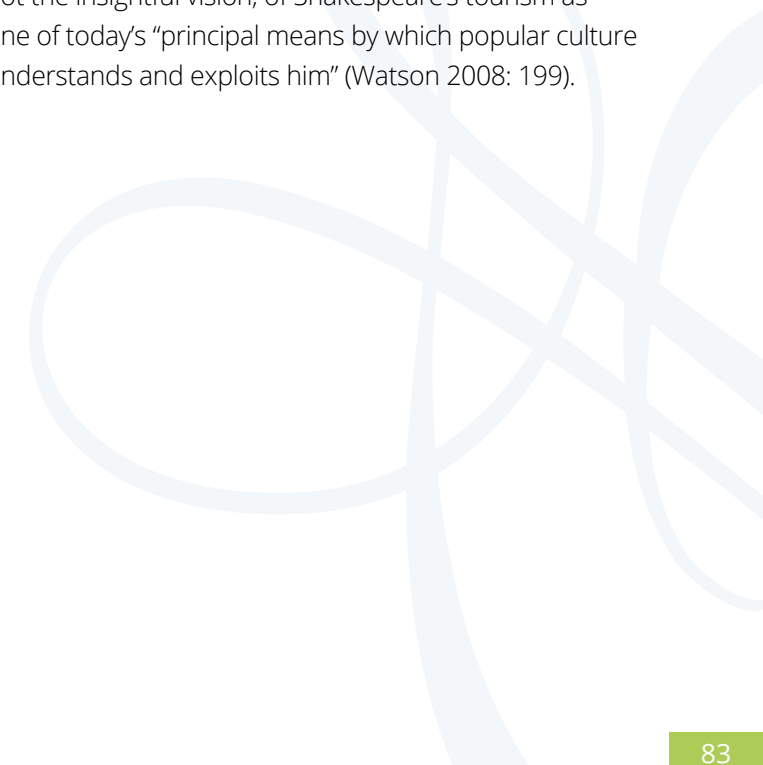 the insightful vision, of Shakespeare's tourism as
ne of today's “principal means by which popular culture
nderstands and exploits him” (Watson 2008: 199).
83